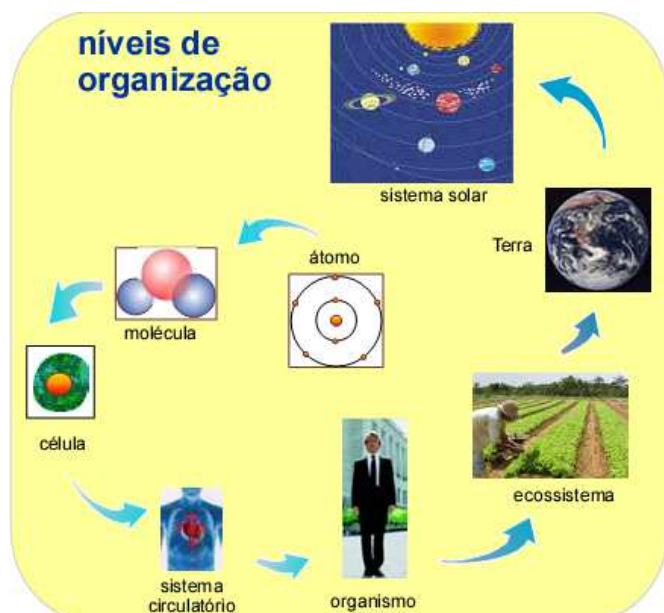 níveis de
organização
sistema solar
Terra
átomo
molécula
célula
sistema
circulatório
organismo
ecossistema